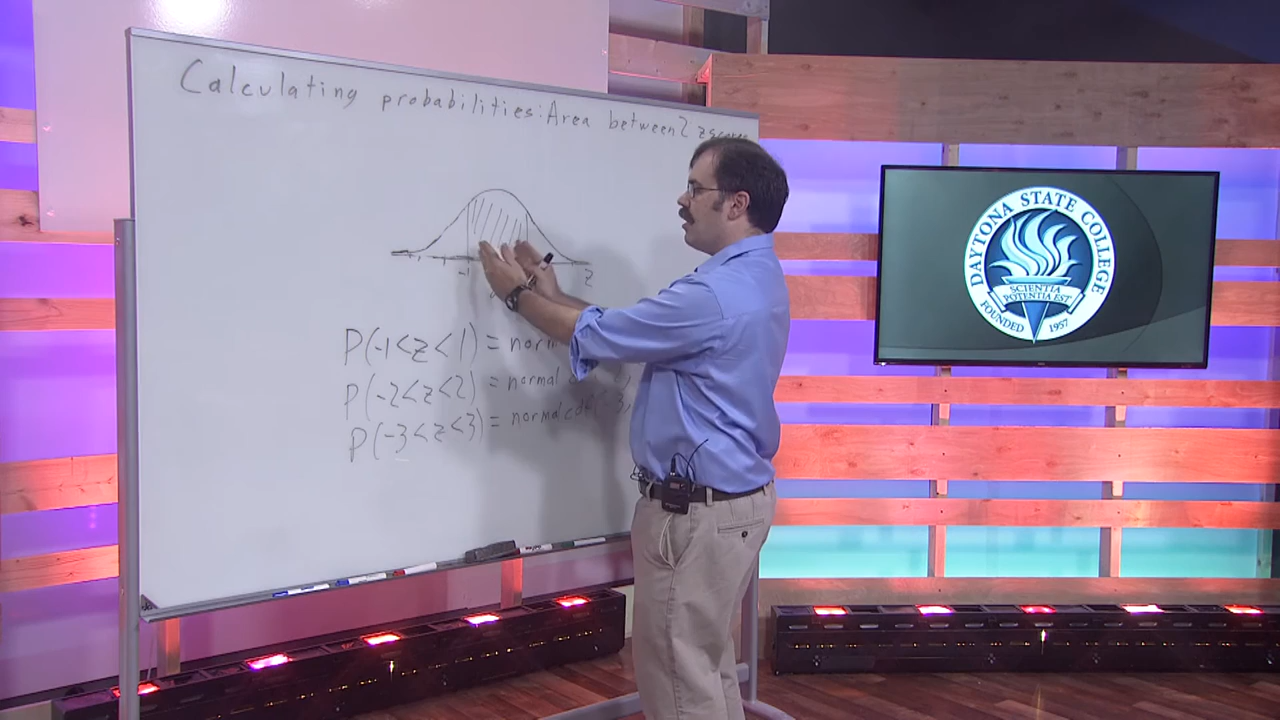 Calculating probabilities: Area between 2 z scores
-1
z
P(-1<z<1) = norm
P(-2<z<2) = normal
P(-3<z<3) = normalcdf(-3,
DAYTONA STATE COLLEGE
SCIENTIA
POTENTIA EST
FOUNDED 1957